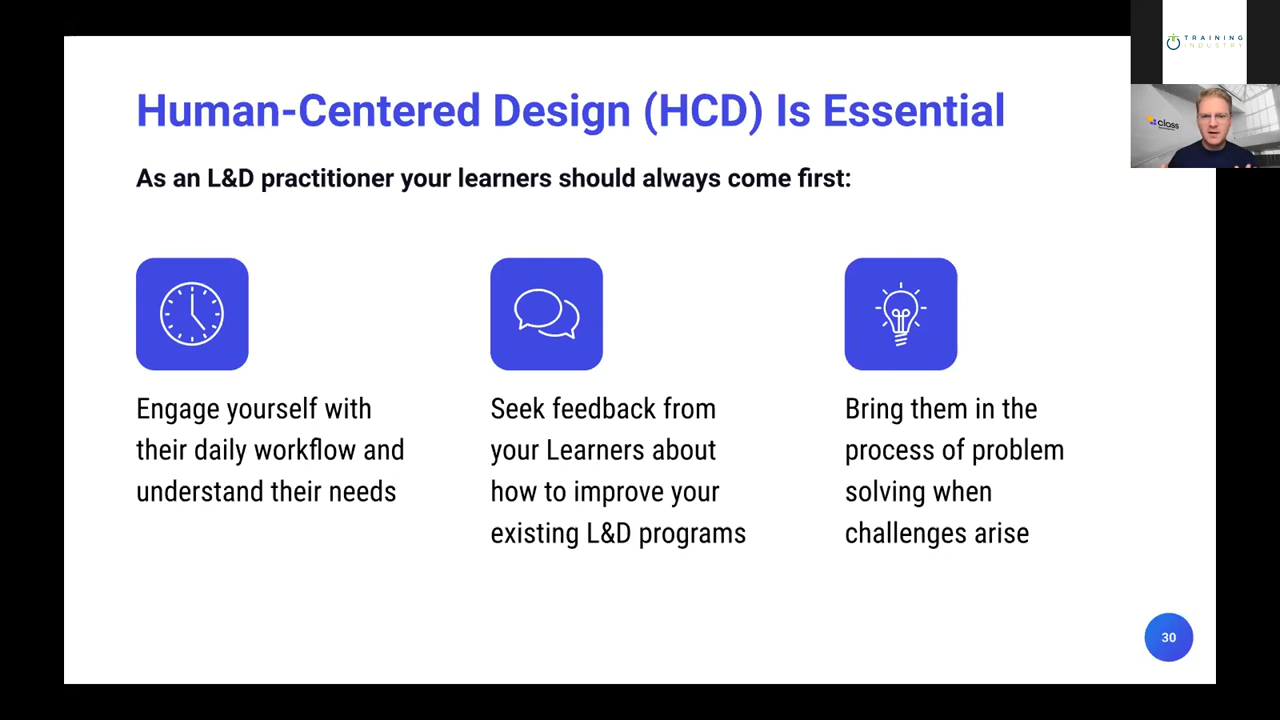 Human-Centered Design (HCD) Is Essential
As an L&D practitioner your learners should always come first:
Engage yourself with
their daily workflow and
understand their needs
Seek feedback from
your Learners about
how to improve your
existing L&D programs
Bring them in the
process of problem
solving when
challenges arise
30
TRAINING
INDUSTRY
class